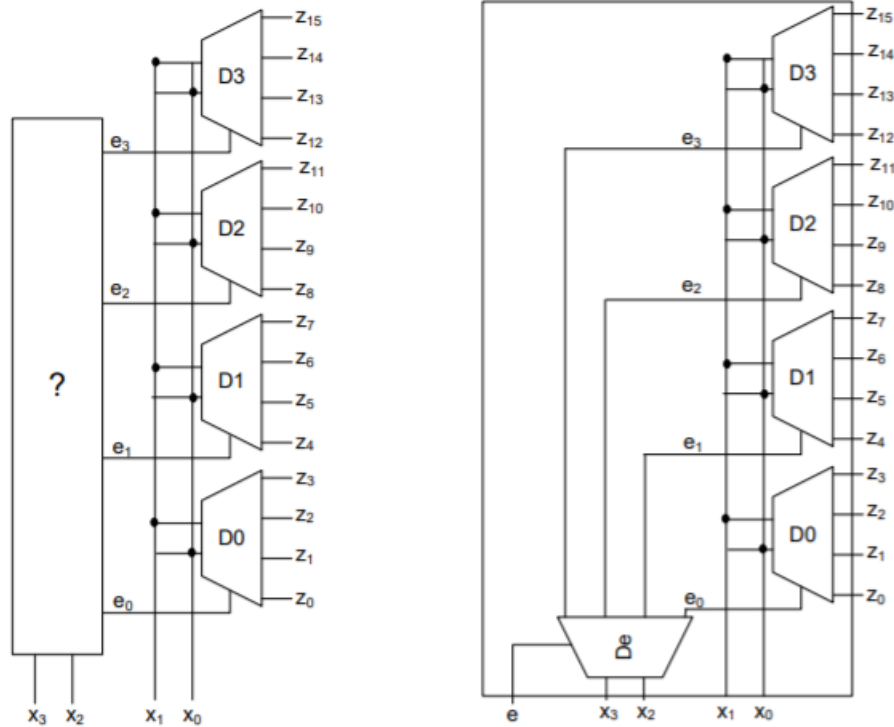 z₁₅
z₁₄
D3
z₁₃
z₁₂
e₃
z₁₁
z₁₀
D2
z₉
z₈
e₂
z₇
z₆
?
D1
z₅
z₄
e₁
z₃
z₂
D0
z₁
z₀
e₀
x₃ x₂ x₁ x₀
z₁₅
z₁₄
D3
z₁₃
z₁₂
e₃
z₁₁
z₁₀
D2
z₉
z₈
e₂
z₇
z₆
D1
z₅
z₄
e₁
z₃
z₂
D0
z₁
z₀
e₀
De
e x₃ x₂ x₁ x₀